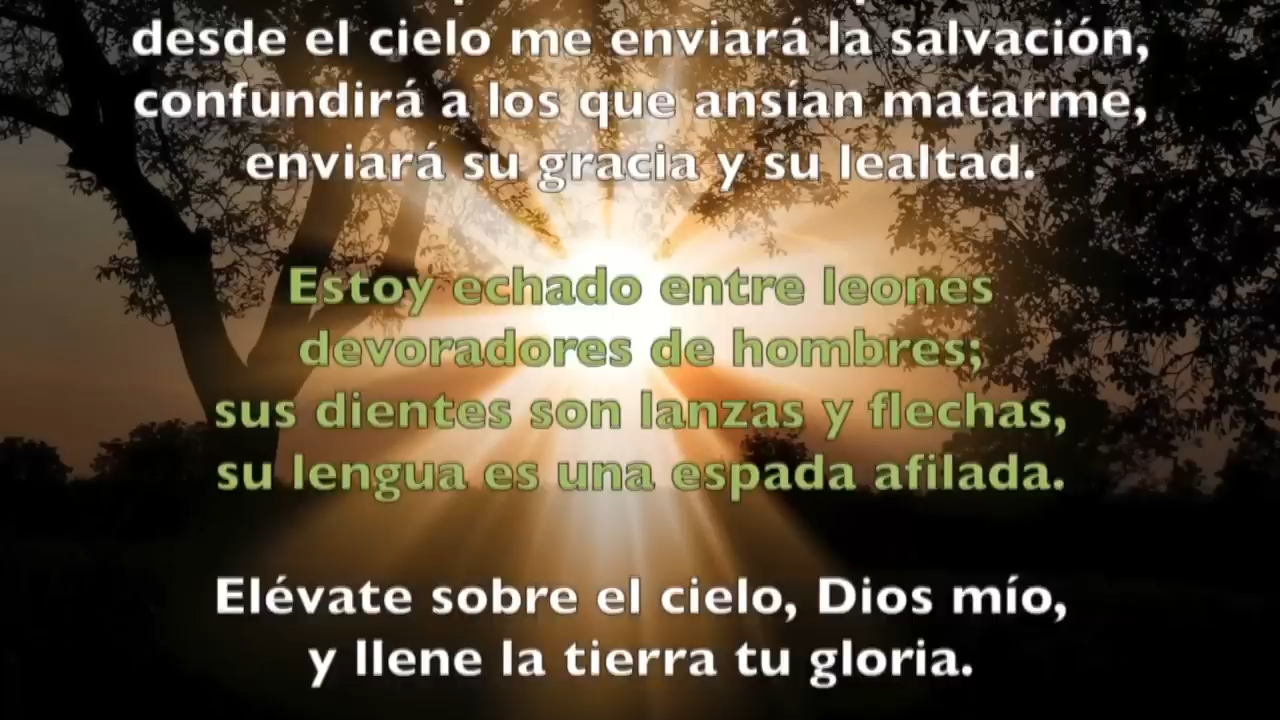 desde el cielo me enviará la salvación,
confundirá a los que ansían matarme,
enviará su gracia y su lealtad.
Estoy echado entre leones
devoradores de hombres;
sus dientes son lanzas y flechas,
su lengua es una espada afilada.
Elévate sobre el cielo, Dios mío,
y llene la tierra tu gloria.